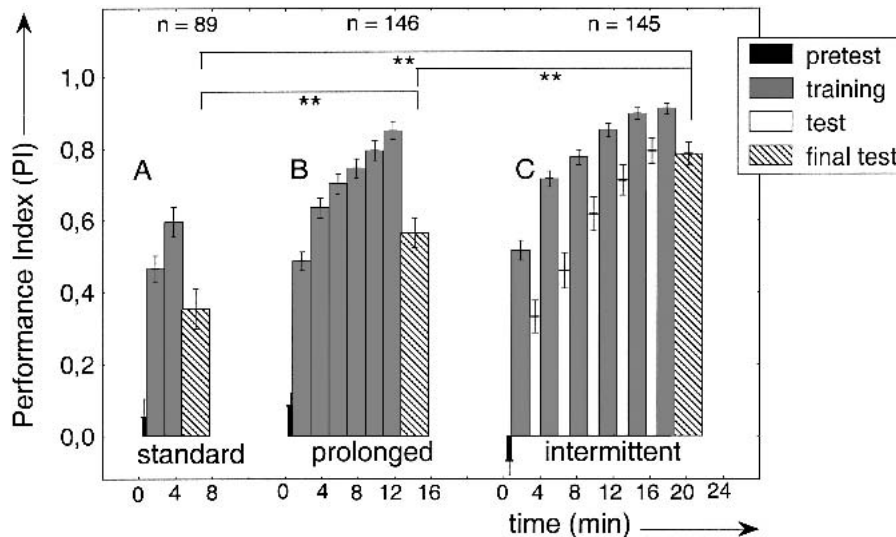 n = 89 n = 146 n = 145
** ** **
pretest
training
test
final test
Performance Index (PI)
1,0
0,8
0,6
0,4
0,2
0,0
A B C
standard prolonged intermittent
0 4 8 0 4 8 12 16 0 4 8 12 16 20 24
time (min)